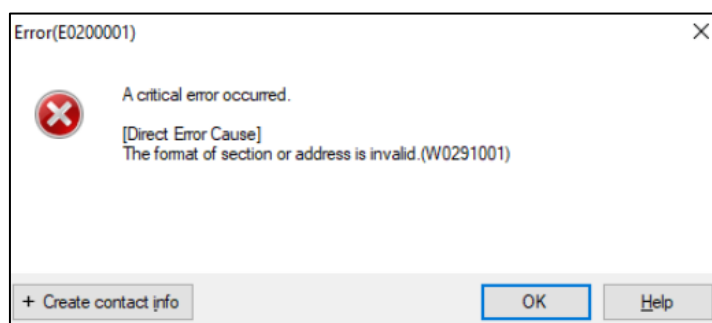 Error(E0200001)
A critical error occurred.
[Direct Error Cause]
The format of section or address is invalid.(W0291001)
+ Create contact info
OK
Help